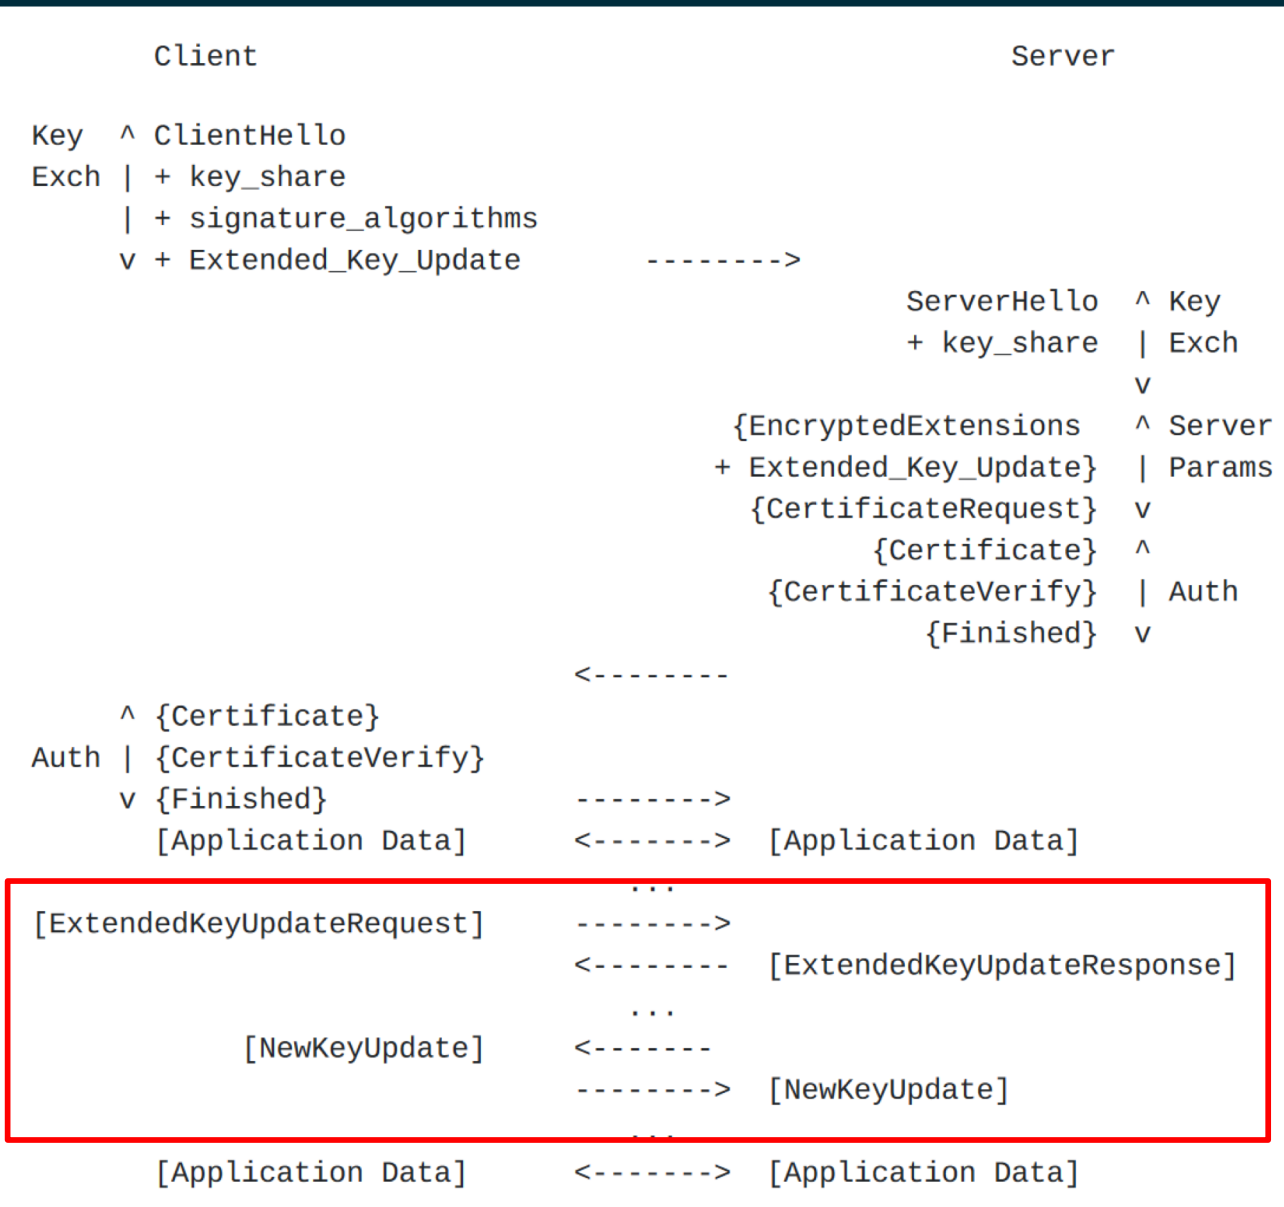 Client                                           Server
Key  ^ ClientHello
Exch | + key_share
     | + signature_algorithms
     v + Extended_Key_Update       -------->
                                                  ServerHello  ^ Key
                                                  + key_share  | Exch
                                                               v
                                        {EncryptedExtensions   ^ Server
                                       + Extended_Key_Update}  | Params
                                         {CertificateRequest}  v
                                                {Certificate}  ^
                                          {CertificateVerify}  | Auth
                                                   {Finished}  v
                               <--------
     ^ {Certificate}
Auth | {CertificateVerify}
     v {Finished}              -------->
       [Application Data]      <------->  [Application Data]
                                  ...
[ExtendedKeyUpdateRequest]     -------->
                               <--------  [ExtendedKeyUpdateResponse]
                                  ...
            [NewKeyUpdate]     <-------
                               -------->  [NewKeyUpdate]
                                  ...
       [Application Data]      <------->  [Application Data]